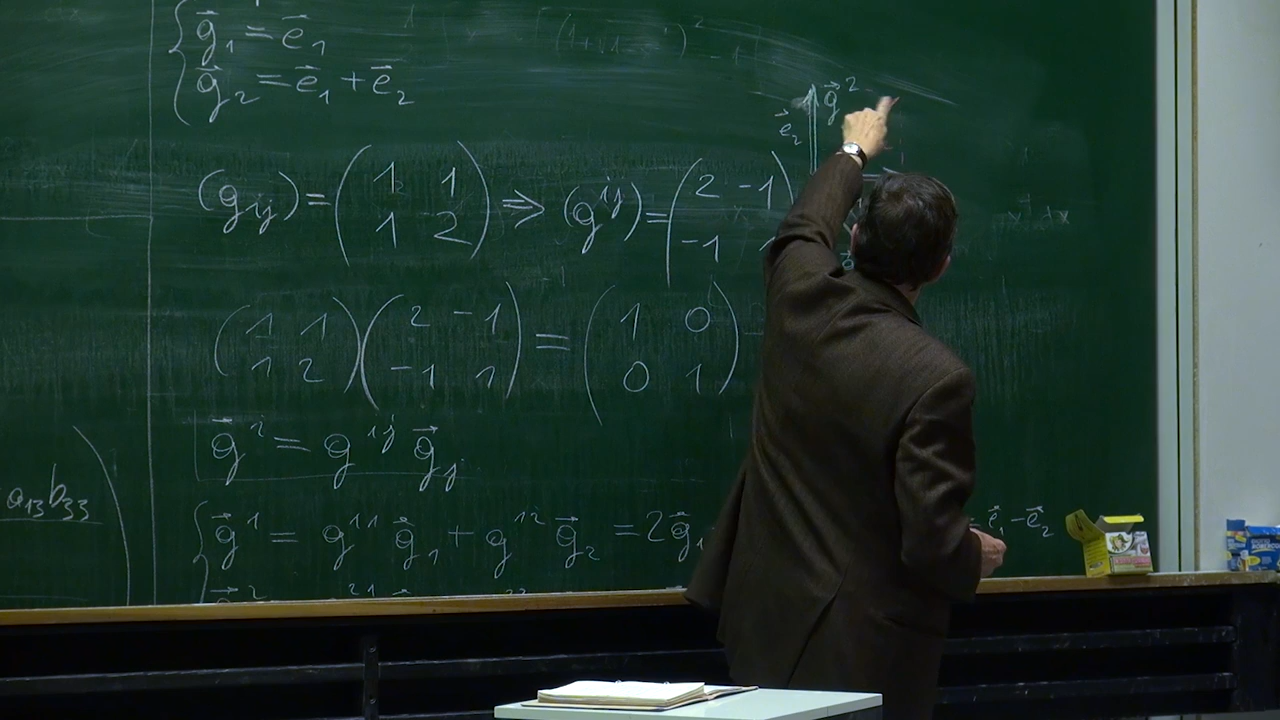 g⃗₁ = e⃗₁
g⃗₂ = e⃗₁ + e⃗₂
g⃗²
e⃗₂
(gᵢⱼ) = (1 1 ⇒ (gⁱʲ) = (2 −1
1 2) −1 1
(1 1 (2 −1 = (1 0
1 2) −1 1) 0 1)
g⃗ⁱ = gⁱʲ g⃗ⱼ
a₁₃b₃₃
g⃗¹ = g¹¹ g⃗₁ + g¹² g⃗₂ = 2g⃗₁ e⃗₁ − e⃗₂